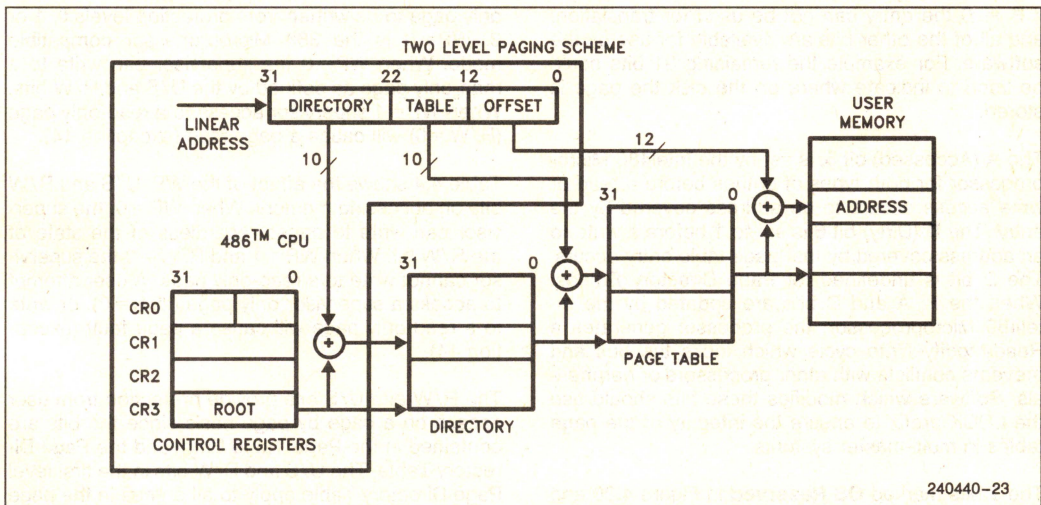 TWO LEVEL PAGING SCHEME
31 22 12 0
DIRECTORY TABLE OFFSET
LINEAR
ADDRESS
USER
MEMORY
10 10 12
31 0
ADDRESS
486™ CPU
31 0
31 0
CR0
CR1
CR2
CR3 ROOT
PAGE TABLE
DIRECTORY
CONTROL REGISTERS
240440-23